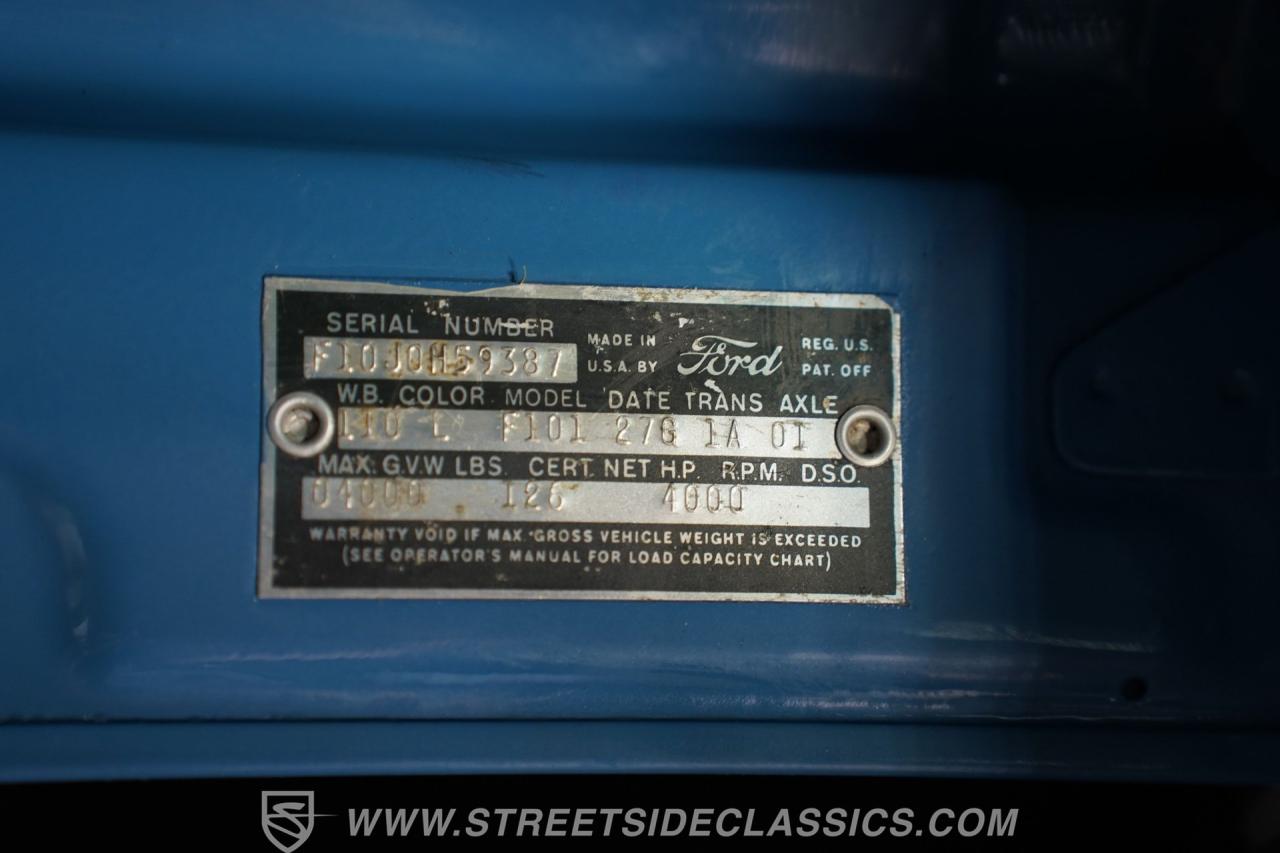 SERIAL NUMBER
F10J0H59387
MADE IN
U.S.A. BY
Ford
REG. U.S.
PAT. OFF
W.B. COLOR MODEL DATE TRANS AXLE
110 L F101 27G 1A 01
MAX. G.V.W LBS. CERT. NET H.P. R.P.M. D.S.O.
04000 126 4000
WARRANTY VOID IF MAX. GROSS VEHICLE WEIGHT IS EXCEEDED
(SEE OPERATOR'S MANUAL FOR LOAD CAPACITY CHART)
WWW.STREETSIDECLASSICS.COM